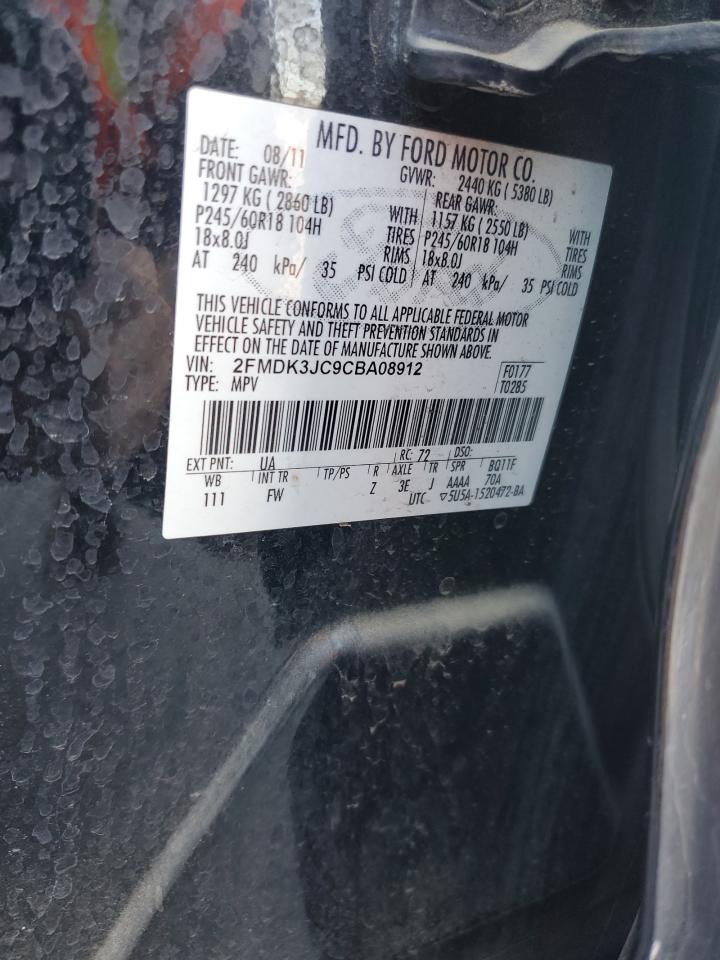 MFD. BY FORD MOTOR CO.
DATE: 08/11 GVWR: 2440 KG (5380 LB)
FRONT GAWR: REAR GAWR:
1297 KG (2860 LB) WITH 1157 KG (2550 LB) WITH
P245/60R18 104H TIRES P245/60R18 104H TIRES
18x8.0J RIMS 18x8.0J RIMS
AT 240 kPa/ 35 PSI COLD AT 240 kPa/ 35 PSI COLD
THIS VEHICLE CONFORMS TO ALL APPLICABLE FEDERAL MOTOR
VEHICLE SAFETY AND THEFT PREVENTION STANDARDS IN
EFFECT ON THE DATE OF MANUFACTURE SHOWN ABOVE.
VIN: 2FMDK3JC9CBA08912 F0177
TYPE: MPV T0285
EXT PNT: UA RC: 72 DSO:
WB INT TR TP/PS R AXLE TR SPR BQ11F
111 FW Z 3E J AAAA 70A
UTC ▽5U5A-1520472-BA